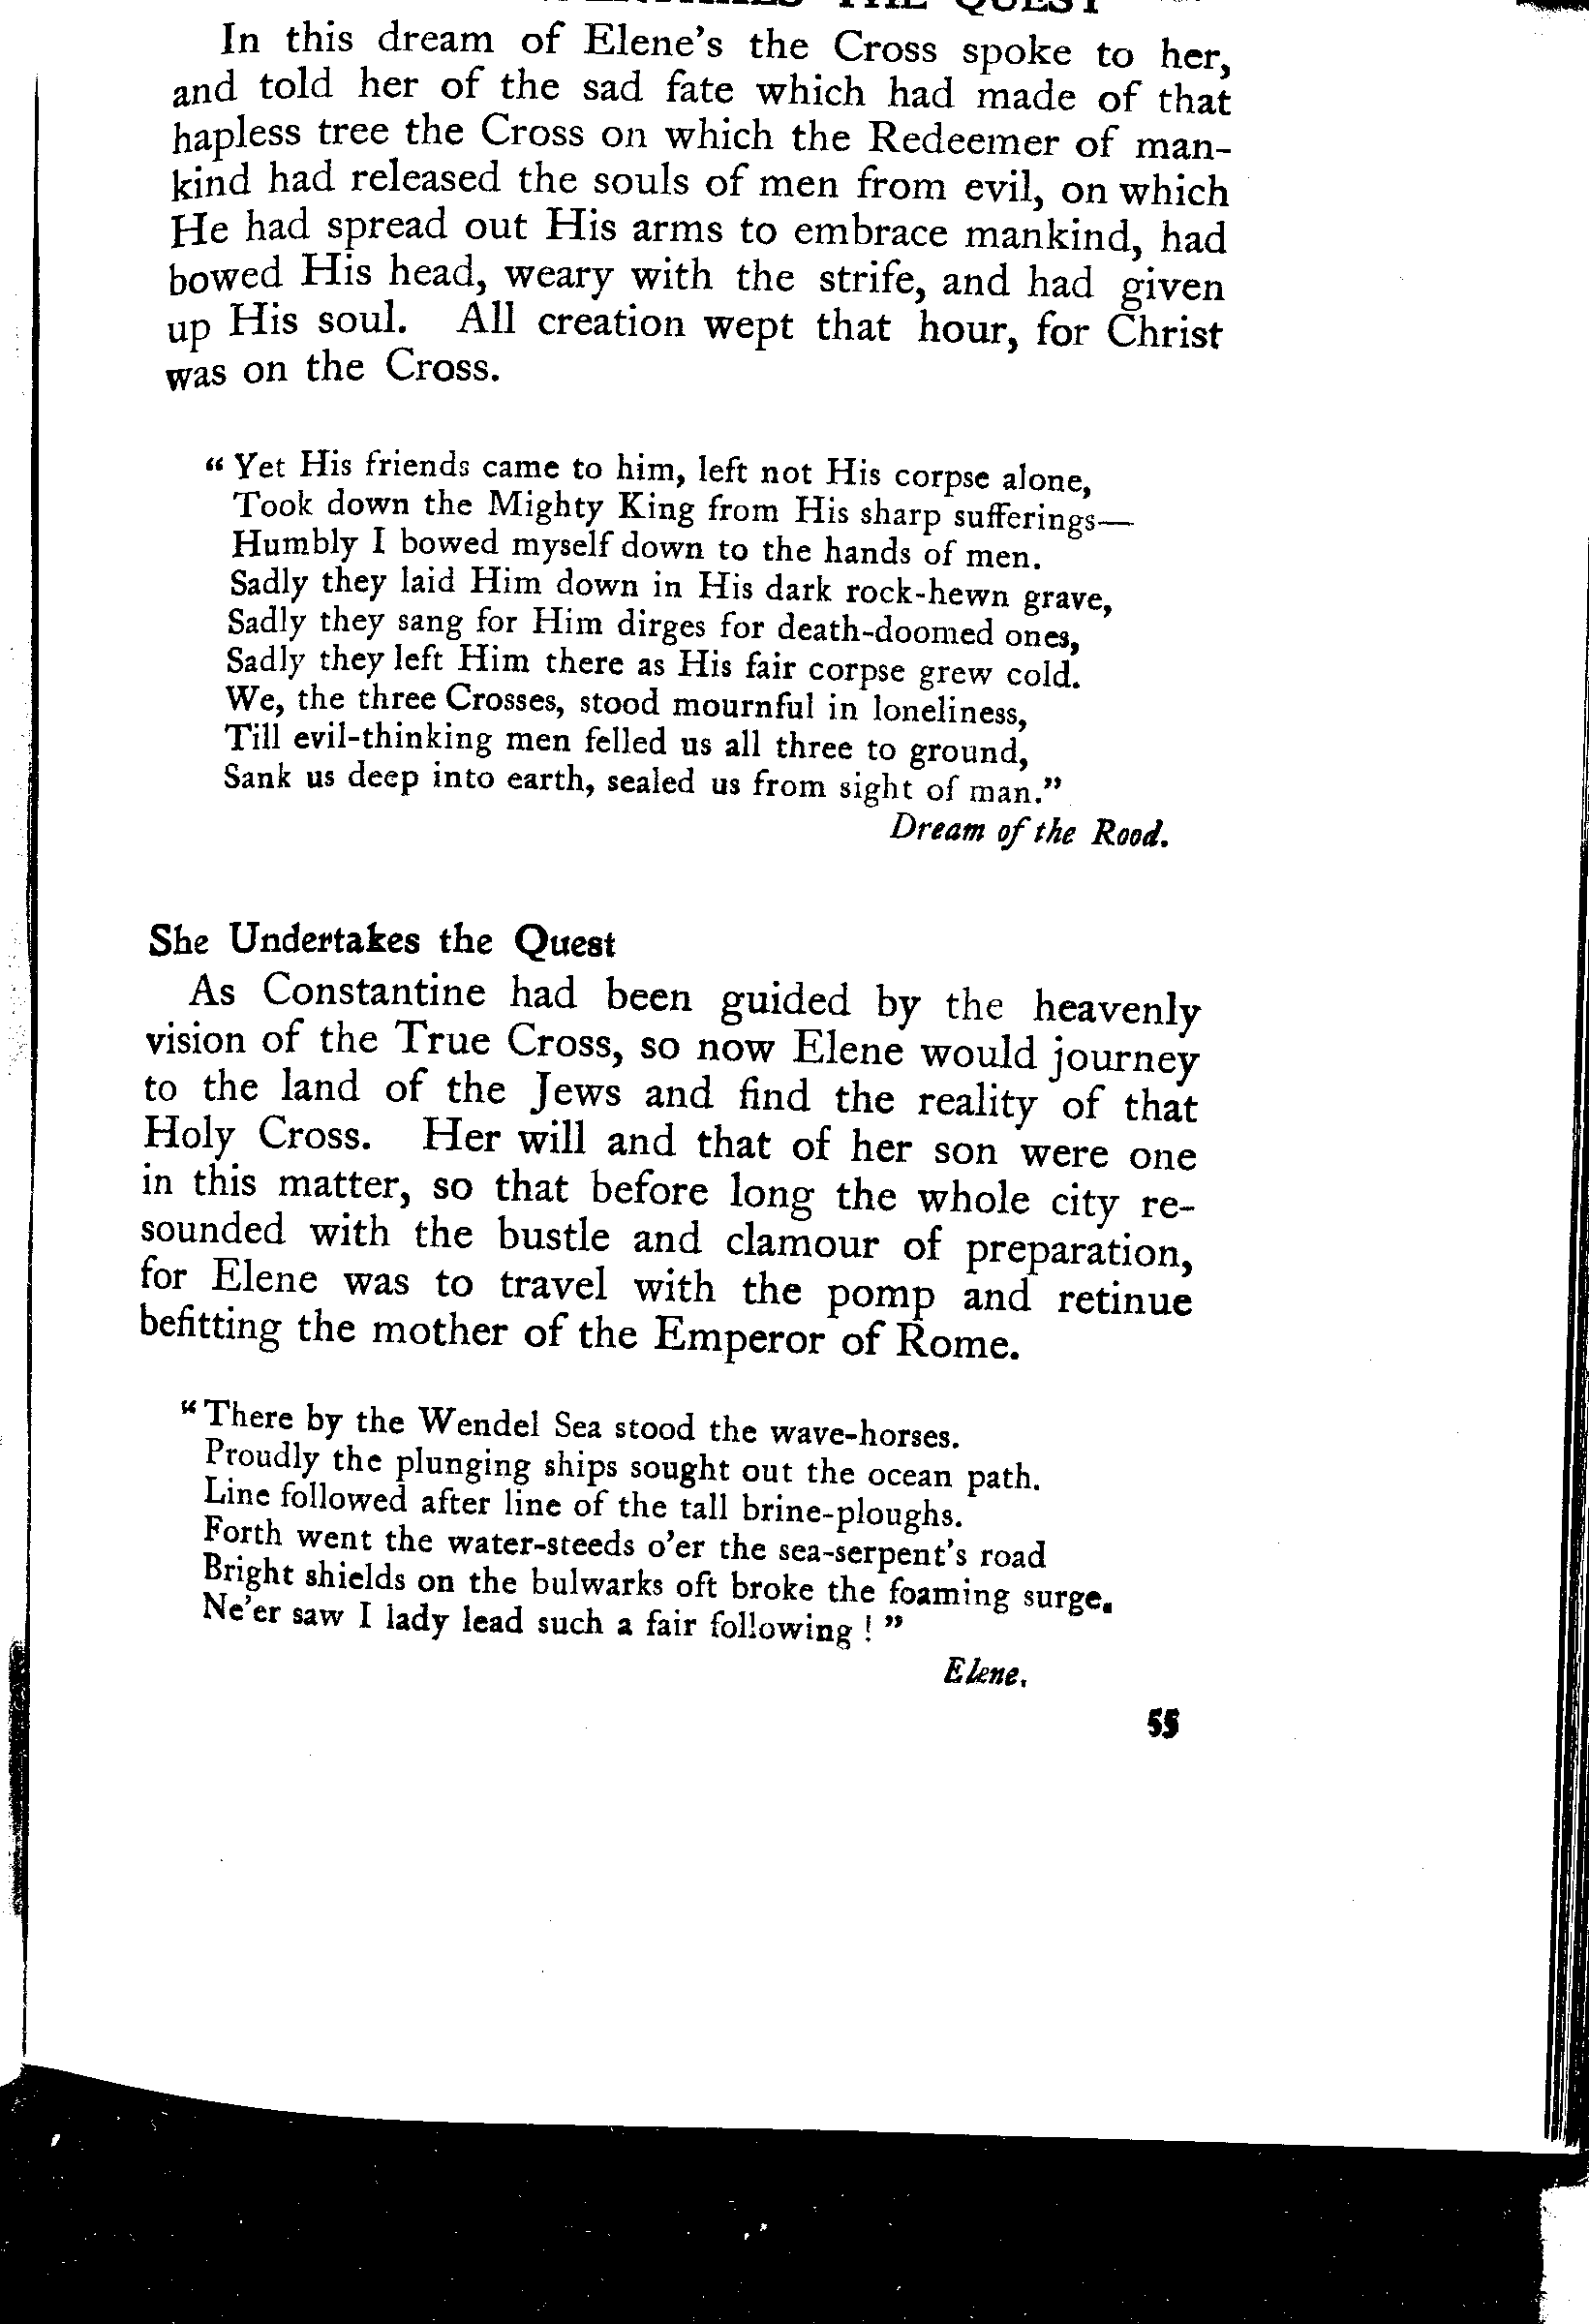 THE QUEST
In this dream of Elene's the Cross spoke to her,
and told her of the sad fate which had made of that
hapless tree the Cross on which the Redeemer of man-
kind had released the souls of men from evil, on which
He had spread out His arms to embrace mankind, had
bowed His head, weary with the strife, and had given
up His soul. All creation wept that hour, for Christ
was on the Cross.
“ Yet His friends came to him, left not His corpse alone,
Took down the Mighty King from His sharp sufferings—
Humbly I bowed myself down to the hands of men.
Sadly they laid Him down in His dark rock-hewn grave,
Sadly they sang for Him dirges for death-doomed ones,
Sadly they left Him there as His fair corpse grew cold.
We, the three Crosses, stood mournful in loneliness,
Till evil-thinking men felled us all three to ground,
Sank us deep into earth, sealed us from sight of man.”
Dream of the Rood.
She Undertakes the Quest
As Constantine had been guided by the heavenly
vision of the True Cross, so now Elene would journey
to the land of the Jews and find the reality of that
Holy Cross. Her will and that of her son were one
in this matter, so that before long the whole city re-
sounded with the bustle and clamour of preparation,
for Elene was to travel with the pomp and retinue
befitting the mother of the Emperor of Rome.
“ There by the Wendel Sea stood the wave-horses.
Proudly the plunging ships sought out the ocean path.
Line followed after line of the tall brine-ploughs.
Forth went the water-steeds o'er the sea-serpent's road
Bright shields on the bulwarks oft broke the foaming surge.
Ne'er saw I lady lead such a fair following ! ”
Elene.
55